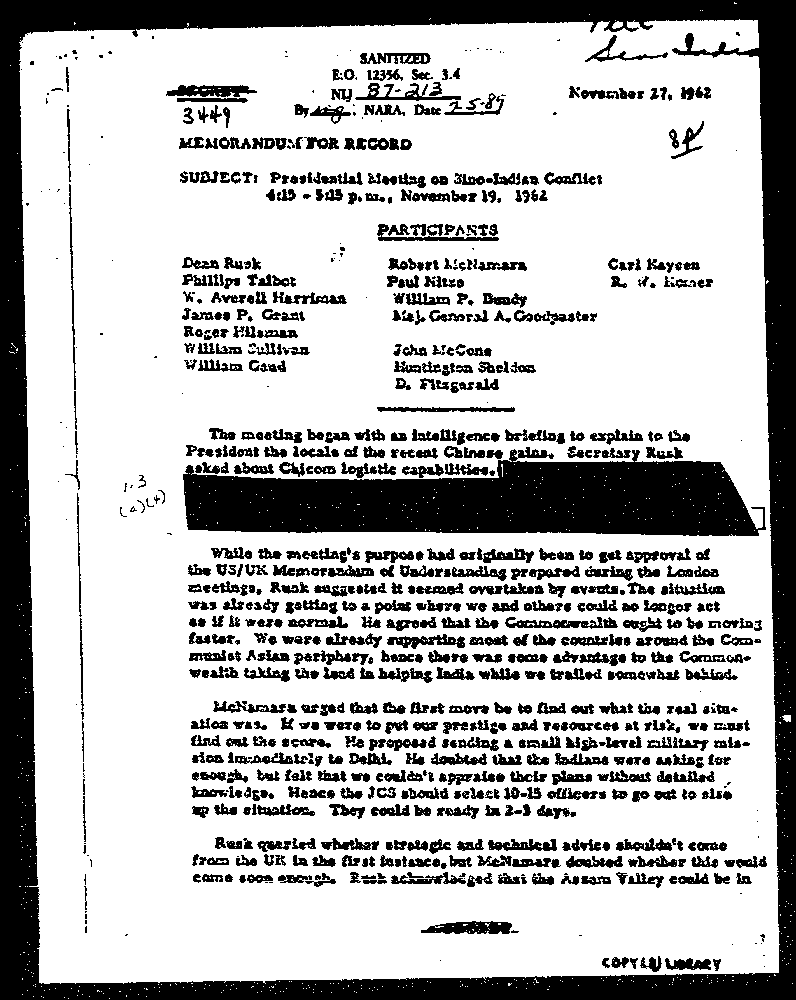 SANITIZED
E.O. 12356, Sec. 3.4
NIJ 87-213
By , NARA, Date 2-5-87
SECRET
3449
November 27, 1962
MEMORANDUM FOR RECORD
SUBJECT: Presidential Meeting on Sino-Indian Conflict
4:15 - 5:15 p.m., November 19, 1962
PARTICIPANTS
Dean Rusk Robert McNamara Carl Kaysen
Phillips Talbot Paul Nitze R. W. Komer
W. Averell Harriman William P. Bundy
James P. Grant Maj. General A. Goodpaster
Roger Hilsman
William Sullivan John McCone
William Gaud Huntington Sheldon
D. Fitzgerald
The meeting began with an intelligence briefing to explain to the
President the locale of the recent Chinese gains. Secretary Rusk
asked about Chicom logistic capabilities.
1.3
(a)(4)
While the meeting's purpose had originally been to get approval of
the US/UK Memorandum of Understanding prepared during the London
meetings, Rusk suggested it seemed overtaken by events. The situation
was already getting to a point where we and others could no longer act
as if it were normal. He agreed that the Commonwealth ought to be moving
faster. We were already supporting most of the countries around the Com-
munist Asian periphery, hence there was some advantage to the Common-
wealth taking the lead in helping India while we trailed somewhat behind.
McNamara urged that the first move be to find out what the real situ-
ation was. If we were to put our prestige and resources at risk, we must
find out the score. He proposed sending a small high-level military mis-
sion immediately to Delhi. He doubted that the Indians were asking for
enough, but felt that we couldn't appraise their plans without detailed
knowledge. Hence the JCS should select 10-15 officers to go out to size
up the situation. They could be ready in 2-3 days.
Rusk queried whether strategic and technical advice shouldn't come
from the UK in the first instance, but McNamara doubted whether this would
come soon enough. Rusk acknowledged that the Assam Valley could be in
COPY LBJ LIBRARY